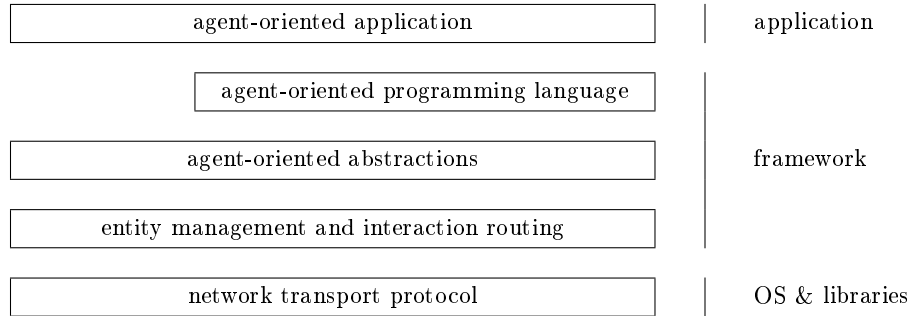 agent-oriented application application
agent-oriented programming language
agent-oriented abstractions framework
entity management and interaction routing
network transport protocol OS & libraries